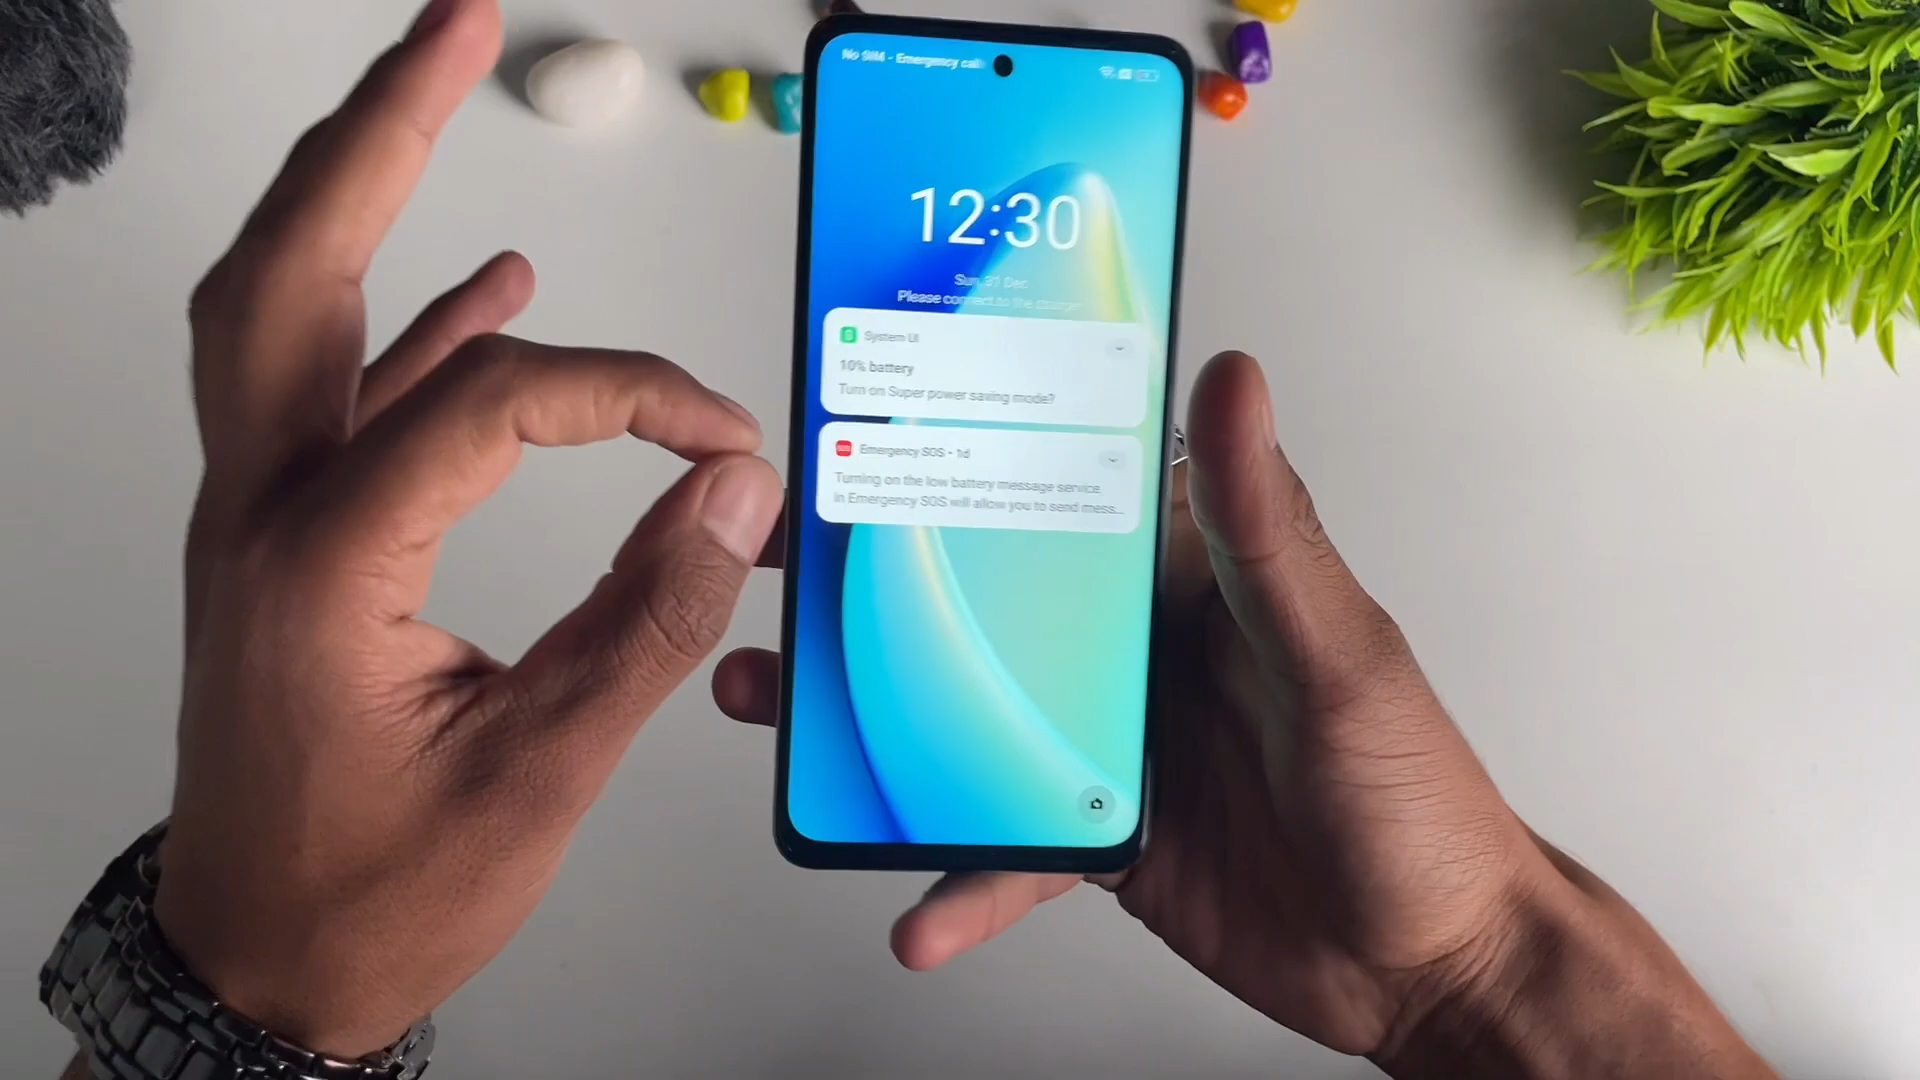 No SIM - Emergency call
12:30
Sun, 31 Dec
Please connect to the charger
System UI
10% battery
Turn on Super power saving mode?
SOS
Emergency SOS • 1d
Turning on the low battery message service
in Emergency SOS will allow you to send mess...